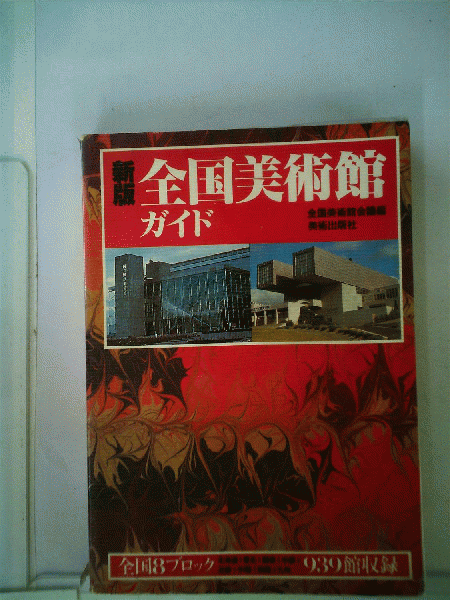 新版
全国美術館
ガイド
全国美術館会議編
美術出版社
全国8ブロック
939館収録